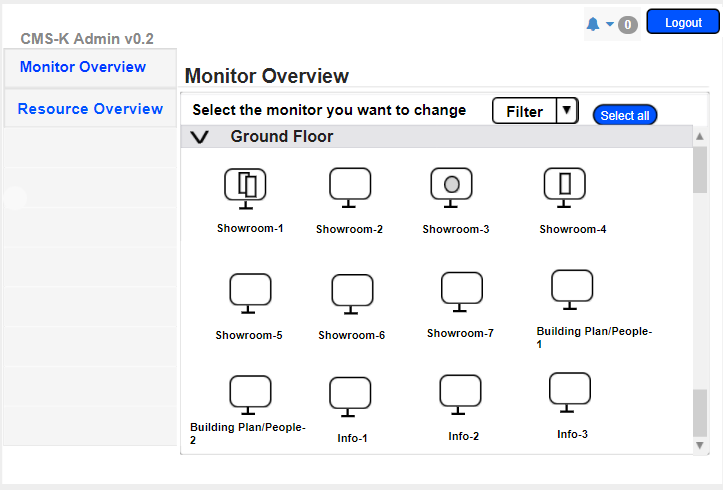 0
Logout
CMS-K Admin v0.2
Monitor Overview
Resource Overview
Monitor Overview
Select the monitor you want to change
Filter
Select all
Ground Floor
Showroom-1
Showroom-2
Showroom-3
Showroom-4
Showroom-5
Showroom-6
Showroom-7
Building Plan/People-
1
Building Plan/People-
2
Info-1
Info-2
Info-3